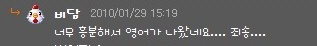 비담 2010/01/29 15:19
너무 흥분해서 영어가 나왔네요.... 죄송....